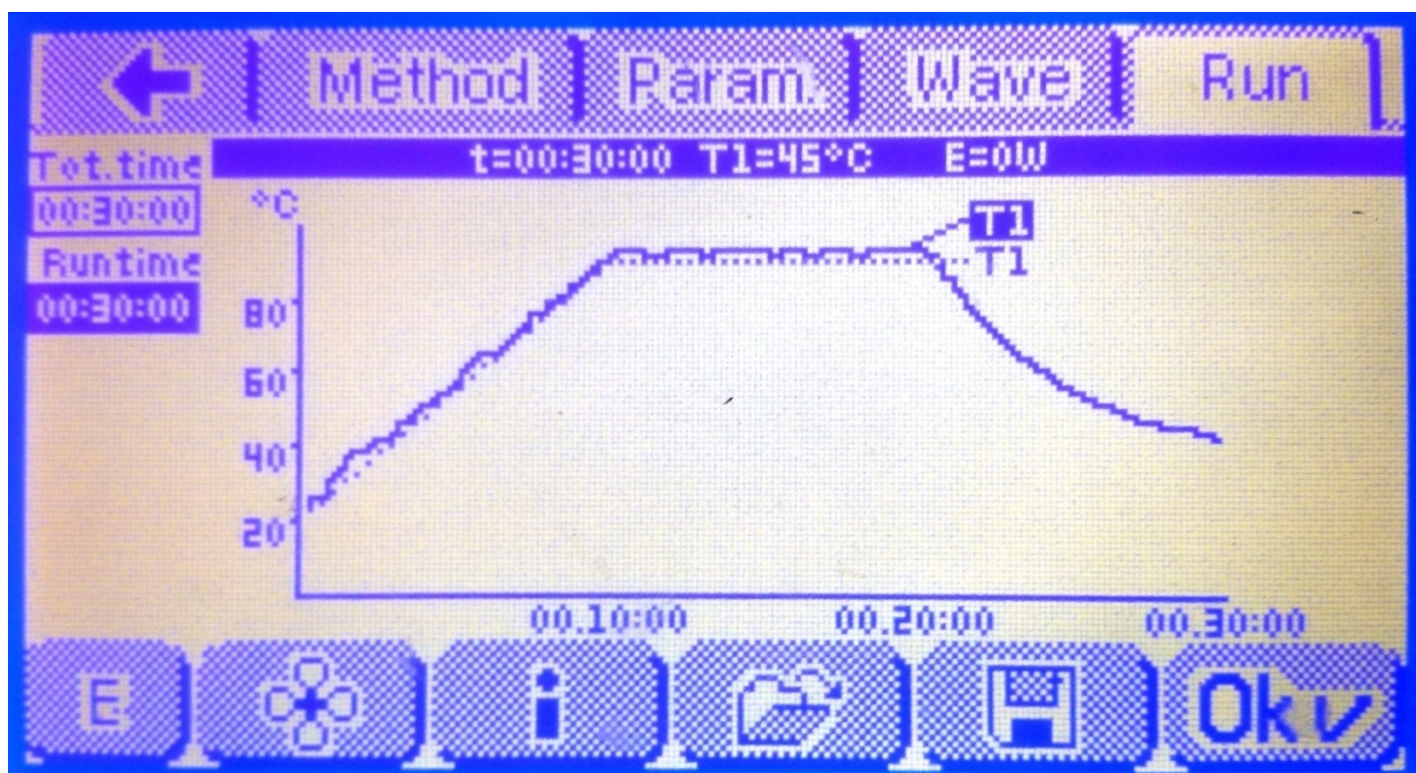 Method Param. Wave Run
Tot.time
t=00:30:00 T1=45°C E=0W
00:30:00
Runtime
00:30:00
°C
T1
T1
80
60
40
20
00.10:00 00.20:00 00.30:00
E i Ok